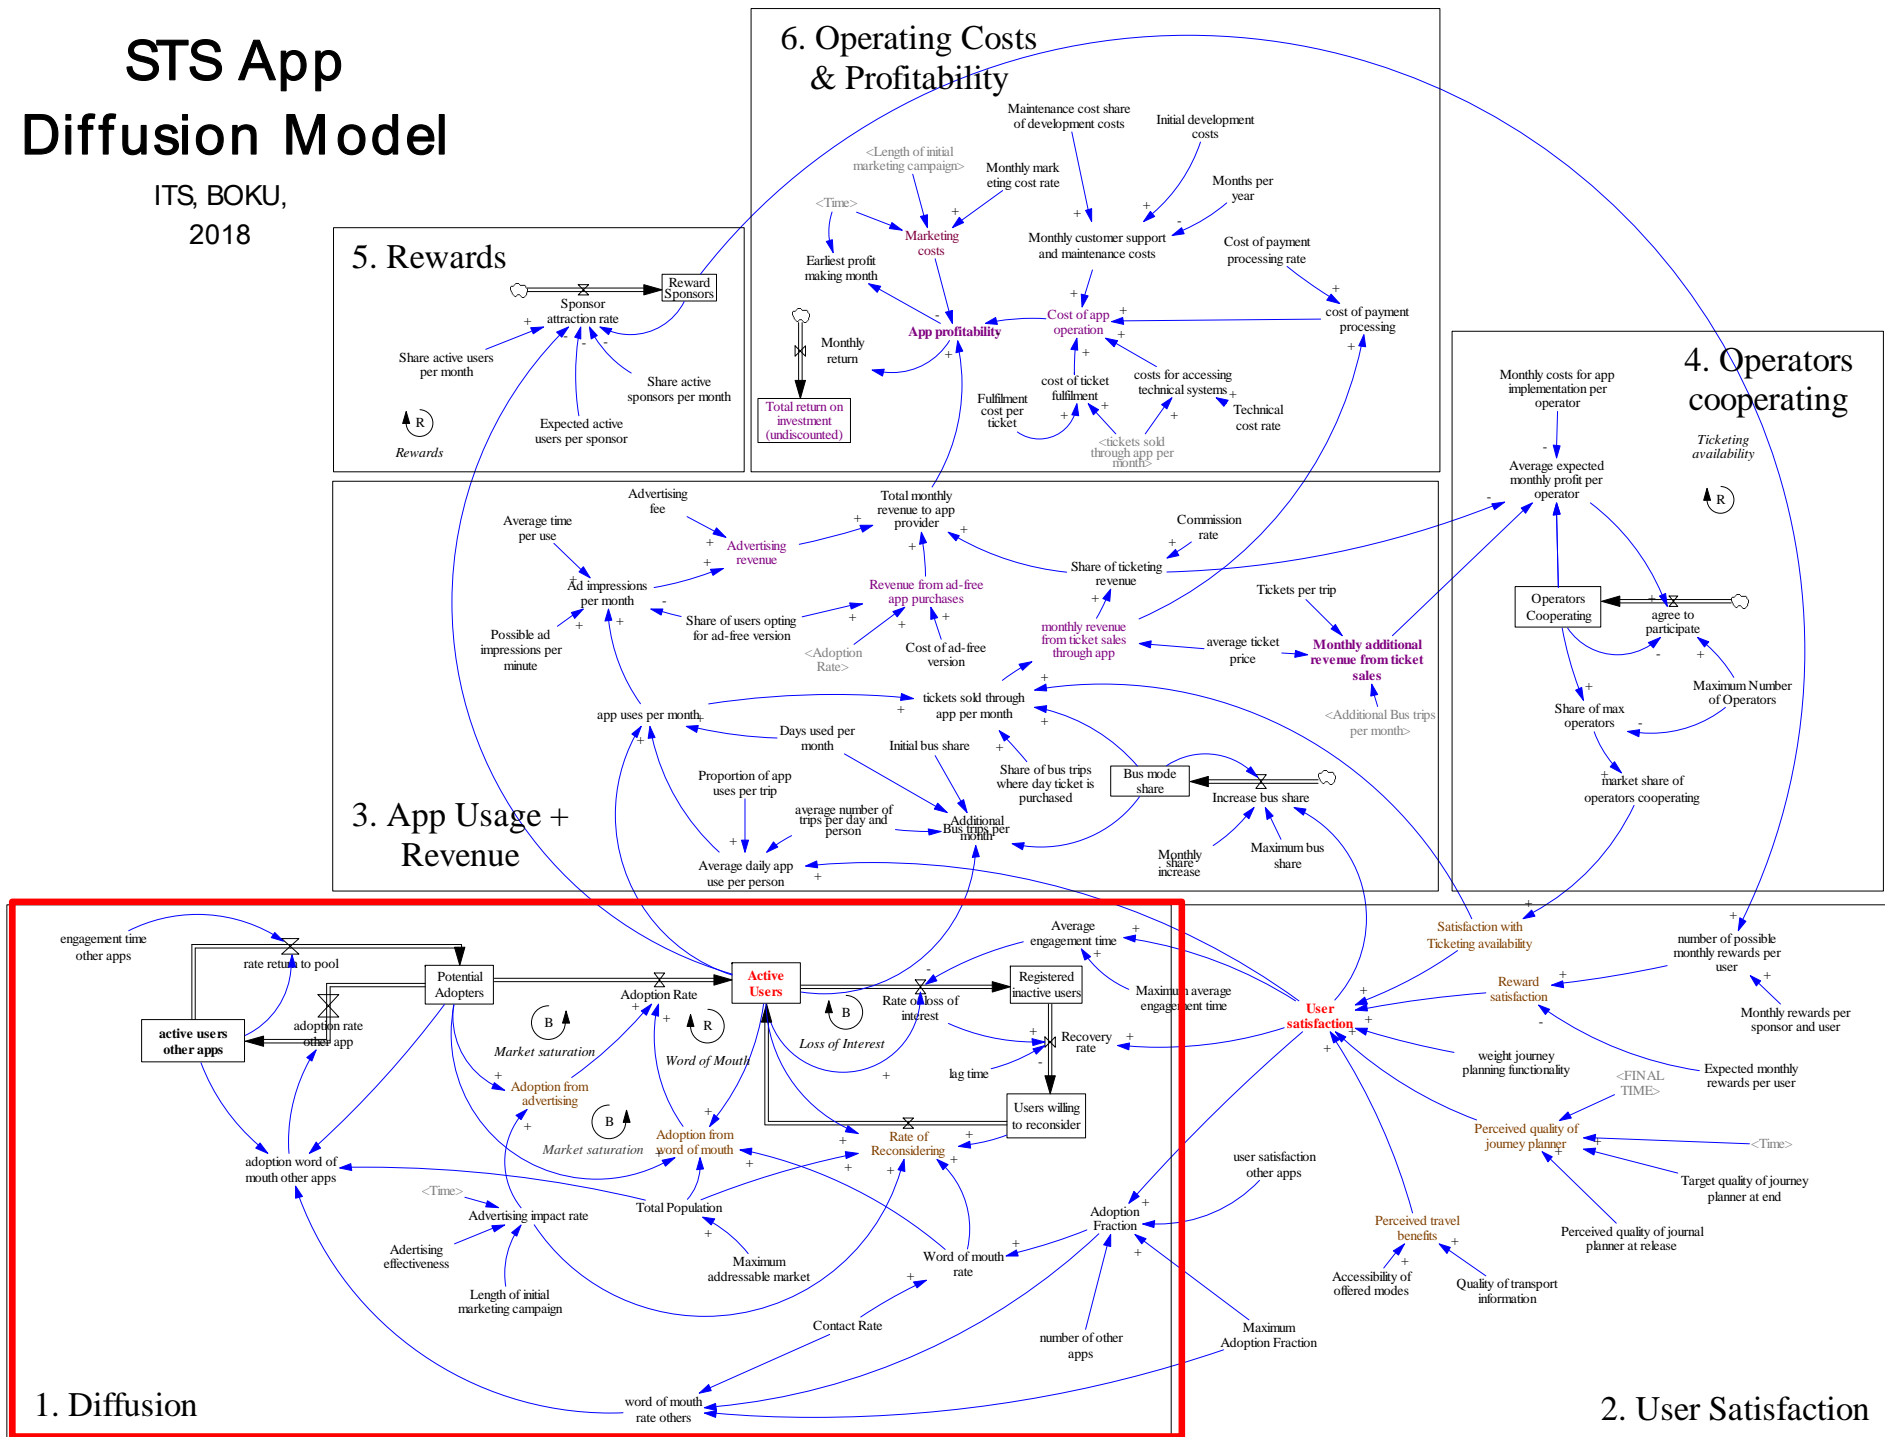 STS App
Diffusion Model
ITS, BOKU,
2018
6. Operating Costs
& Profitability
Maintenance cost share
of development costs
Initial development
costs
<Length of initial
marketing campaign>
Monthly mark
eting cost rate
Months per
year
<Time>
Marketing
costs
Monthly customer support
and maintenance costs
Cost of payment
processing rate
Earliest profit
making month
App profitability
Cost of app
operation
cost of payment
processing
Monthly
return
cost of ticket
fulfilment
costs for accessing
technical systems
Total return on
investment
(undiscounted)
Fulfilment
cost per
ticket
Technical
cost rate
<tickets sold
through app per
month>
5. Rewards
Reward
Sponsors
Sponsor
attraction rate
Share active users
per month
Share active
sponsors per month
Expected active
users per sponsor
R
Rewards
4. Operators
cooperating
Monthly costs for app
implementation per
operator
Ticketing
availability
R
Average expected
monthly profit per
operator
Operators
Cooperating
agree to
participate
Maximum Number
of Operators
Share of max
operators
market share of
operators cooperating
3. App Usage +
Revenue
Advertising
fee
Total monthly
revenue to app
provider
Average time
per use
Advertising
revenue
Commission
rate
Ad impressions
per month
Revenue from ad-free
app purchases
Share of ticketing
revenue
Tickets per trip
Possible ad
impressions per
minute
Share of users opting
for ad-free version
<Adoption
Rate>
Cost of ad-free
version
monthly revenue
from ticket sales
through app
average ticket
price
Monthly additional
revenue from ticket
sales
<Additional Bus trips
per month>
app uses per month
tickets sold through
app per month
Days used per
month
Initial bus share
Share of bus trips
where day ticket is
purchased
Bus mode
share
Increase bus share
Proportion of app
uses per trip
average number of
trips per day and
person
Additional
Bus trips per
month
Monthly
share
increase
Maximum bus
share
Average daily app
use per person
1. Diffusion
engagement time
other apps
rate return to pool
Potential
Adopters
Adoption Rate
Active
Users
Average
engagement time
Registered
inactive users
Rate of loss of
interest
Maximum average
engagement time
active users
other apps
adoption rate
other app
B
Market saturation
R
Word of Mouth
B
Loss of Interest
Recovery
rate
lag time
Adoption from
advertising
B
Market saturation
Adoption from
word of mouth
Rate of
Reconsidering
Users willing
to reconsider
adoption word of
mouth other apps
<Time>
Advertising impact rate
Total Population
Adertising
effectiveness
Length of initial
marketing campaign
Maximum
addressable market
Word of mouth
rate
Adoption
Fraction
Contact Rate
number of other
apps
word of mouth
rate others
2. User Satisfaction
Satisfaction with
Ticketing availability
number of possible
monthly rewards per
user
Reward
satisfaction
User
satisfaction
Monthly rewards per
sponsor and user
weight journey
planning functionality
Expected monthly
rewards per user
<FINAL
TIME>
Perceived quality of
journey planner
<Time>
user satisfaction
other apps
Target quality of journey
planner at end
Perceived travel
benefits
Perceived quality of journal
planner at release
Accessibility of
offered modes
Quality of transport
information
Maximum
Adoption Fraction